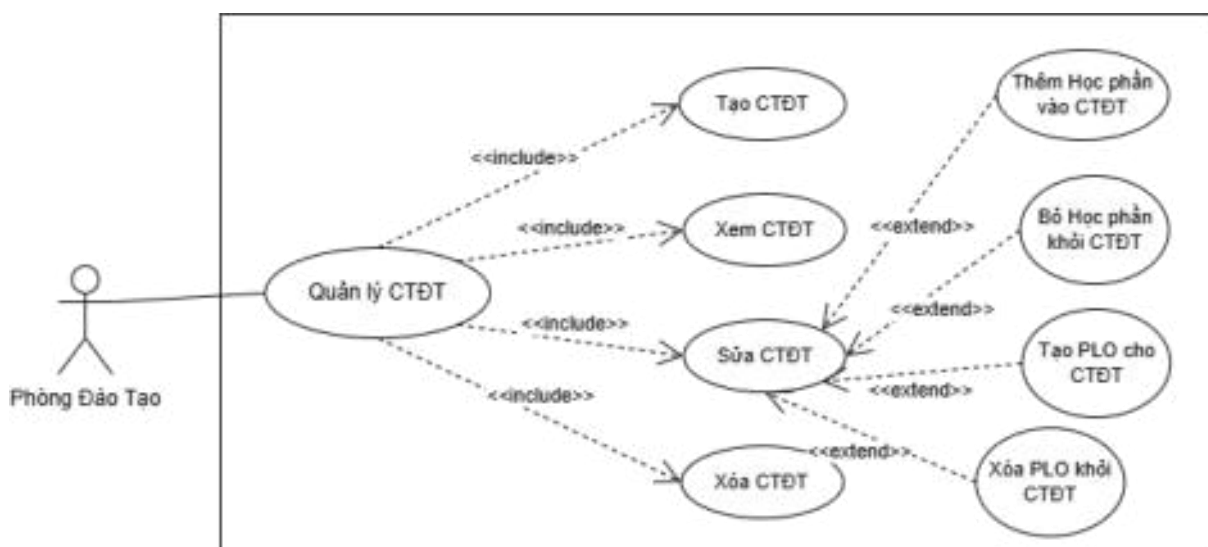 Tạo CTĐT
Thêm Học phần
vào CTĐT
<<include>>
Xem CTĐT
<<include>>
Bỏ Học phần
khỏi CTĐT
<<extend>>
Quản lý CTĐT
<<include>>
Sửa CTĐT
<<extend>>
Tạo PLO cho
CTĐT
<<extend>>
Phòng Đảo Tạo
<<include>>
Xóa CTĐT
<<extend>>
Xóa PLO khỏi
CTĐT